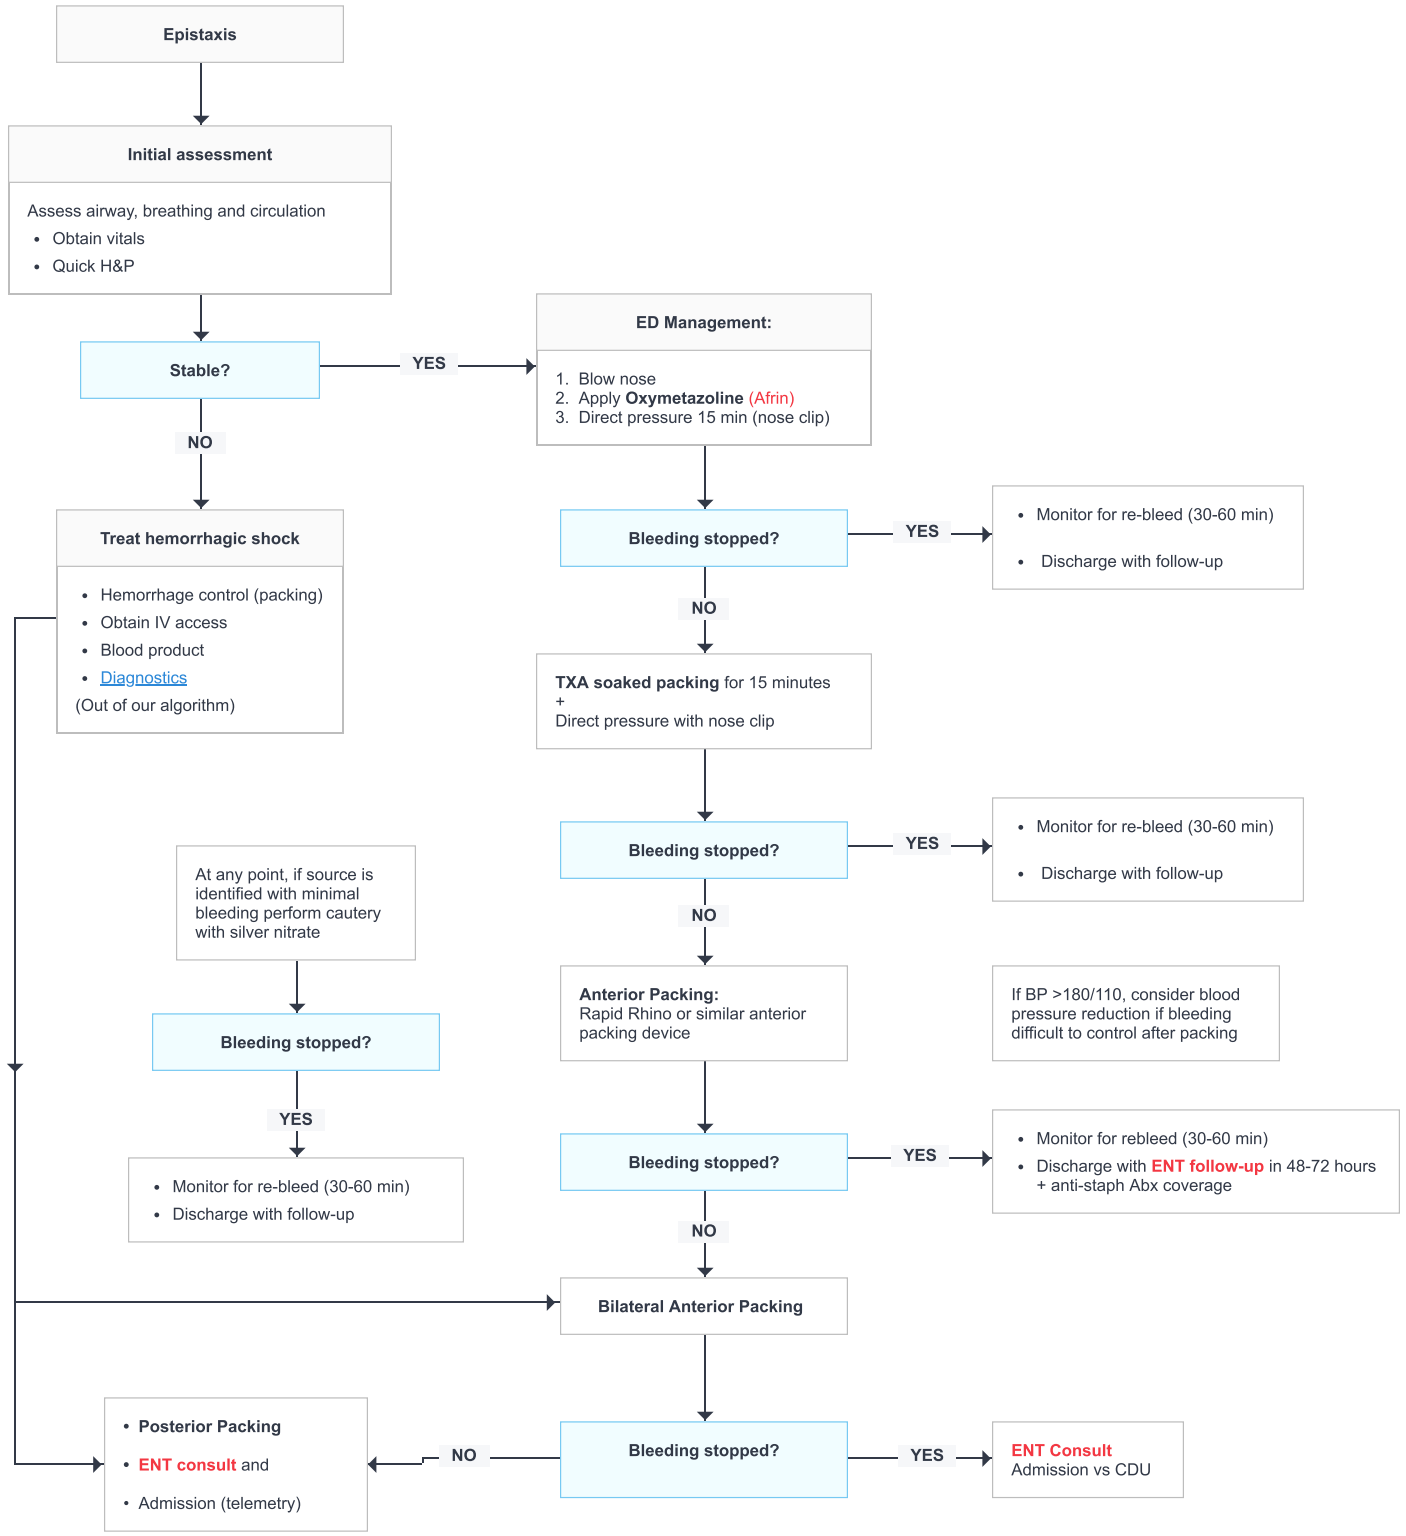 Epistaxis
Initial assessment
Assess airway, breathing and circulation
• Obtain vitals
• Quick H&P
Stable?
YES
NO
ED Management:
1. Blow nose
2. Apply Oxymetazoline (Afrin)
3. Direct pressure 15 min (nose clip)
Bleeding stopped?
YES
• Monitor for re-bleed (30-60 min)
• Discharge with follow-up
NO
Treat hemorrhagic shock
• Hemorrhage control (packing)
• Obtain IV access
• Blood product
• Diagnostics
(Out of our algorithm)
TXA soaked packing for 15 minutes
+
Direct pressure with nose clip
Bleeding stopped?
YES
• Monitor for re-bleed (30-60 min)
• Discharge with follow-up
NO
At any point, if source is
identified with minimal
bleeding perform cautery
with silver nitrate
Bleeding stopped?
YES
• Monitor for re-bleed (30-60 min)
• Discharge with follow-up
Anterior Packing:
Rapid Rhino or similar anterior
packing device
If BP >180/110, consider blood
pressure reduction if bleeding
difficult to control after packing
Bleeding stopped?
YES
• Monitor for rebleed (30-60 min)
• Discharge with ENT follow-up in 48-72 hours
+ anti-staph Abx coverage
NO
Bilateral Anterior Packing
Bleeding stopped?
NO
YES
• Posterior Packing
• ENT consult and
• Admission (telemetry)
ENT Consult
Admission vs CDU